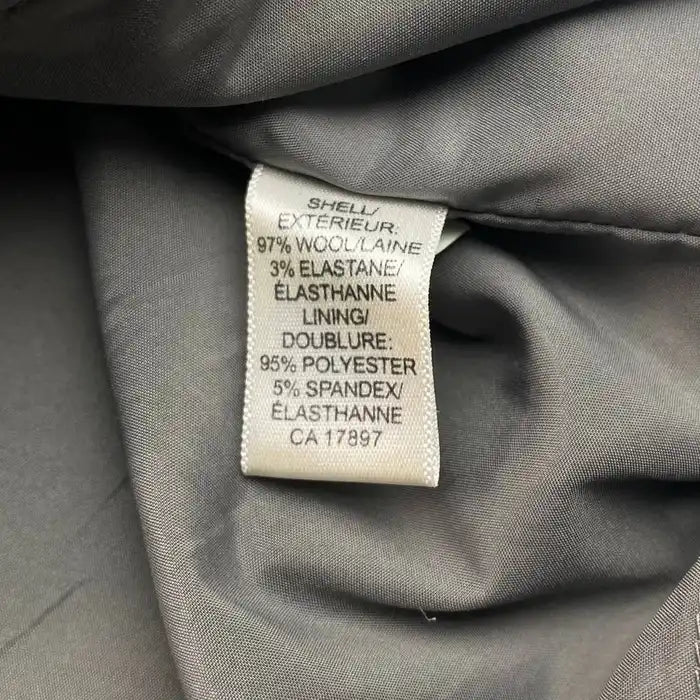 SHELL/
EXTÉRIEUR:
97% WOOL/LAINE
3% ELASTANE/
ÉLASTHANNE
LINING/
DOUBLURE:
95% POLYESTER
5% SPANDEX/
ÉLASTHANNE
CA 17897